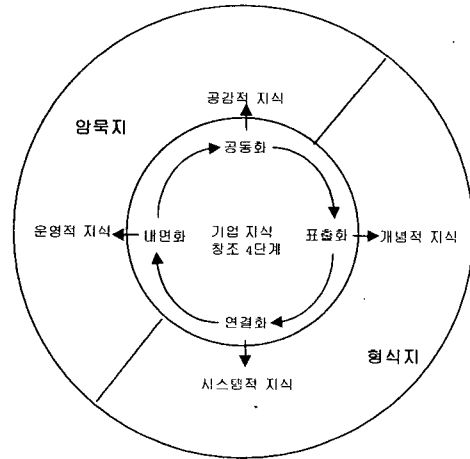 공감적 지식
암묵지
공동화
운영적 지식
내면화
기업 지식
창조 4단계
표출화
개념적 지식
연결화
형식지
시스템적 지식